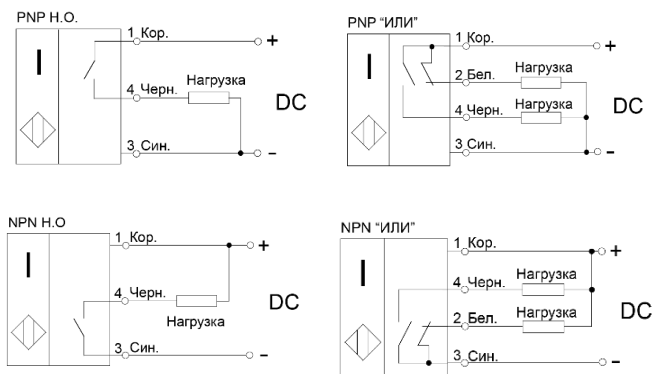 PNP Н.О.
1 Кор.
+
Нагрузка
4 Черн.
DC
3 Син.
-
PNP “ИЛИ”
1 Кор.
+
Нагрузка
2 Бел.
Нагрузка
4 Черн.
DC
3 Син.
-
NPN Н.О
1 Кор.
+
4 Черн.
Нагрузка
DC
3 Син.
-
NPN “ИЛИ”
1 Кор.
+
Нагрузка
4 Черн.
Нагрузка
2 Бел.
DC
3 Син.
-